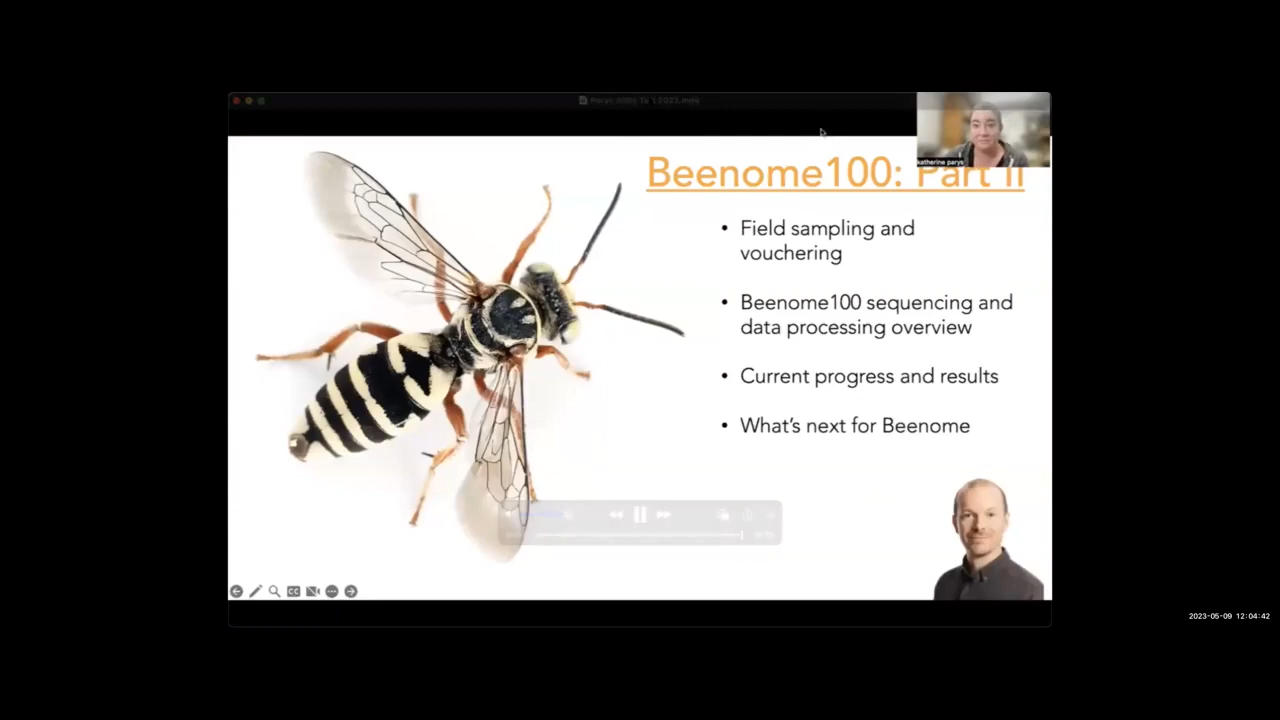 katherine parys
Beenome100: Part II
• Field sampling and
vouchering
• Beenome100 sequencing and
data processing overview
• Current progress and results
• What's next for Beenome
CC
2023-05-09 12:04:42